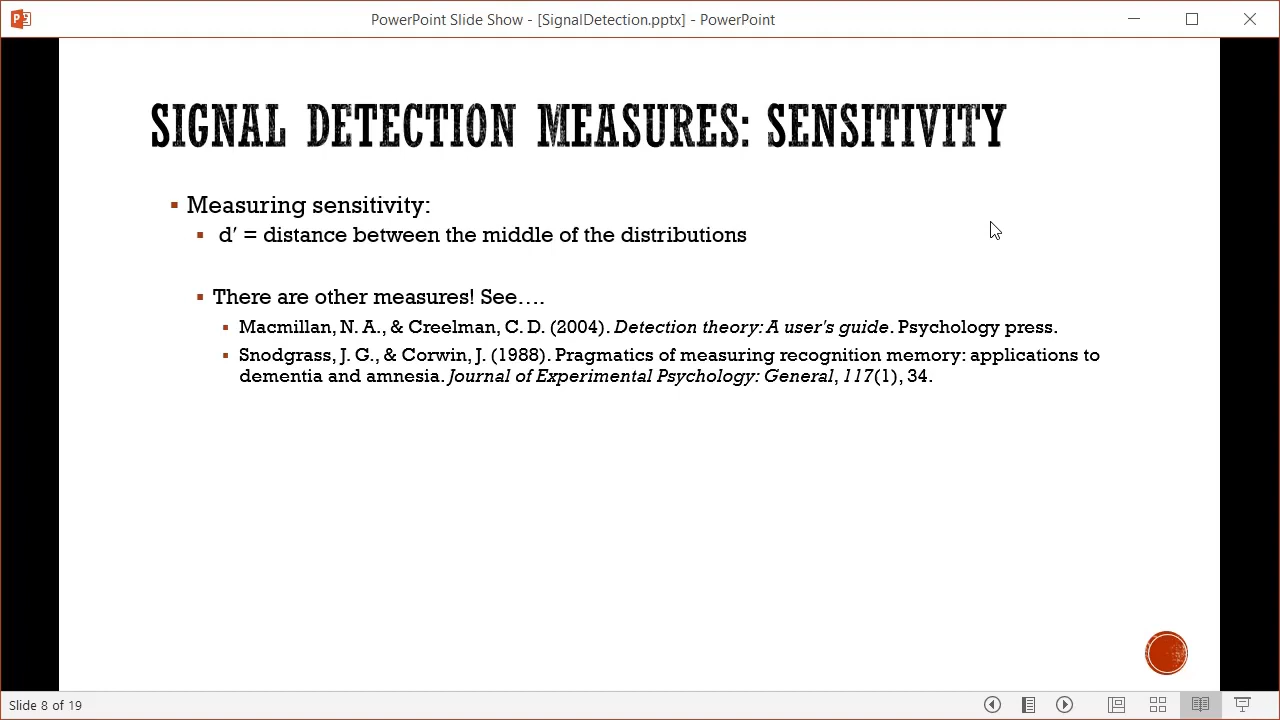 PowerPoint Slide Show - [SignalDetection.pptx] - PowerPoint
SIGNAL DETECTION MEASURES: SENSITIVITY
Measuring sensitivity:
d′ = distance between the middle of the distributions
There are other measures! See….
Macmillan, N. A., & Creelman, C. D. (2004). Detection theory: A user's guide. Psychology press.
Snodgrass, J. G., & Corwin, J. (1988). Pragmatics of measuring recognition memory: applications to
dementia and amnesia. Journal of Experimental Psychology: General, 117(1), 34.
Slide 8 of 19